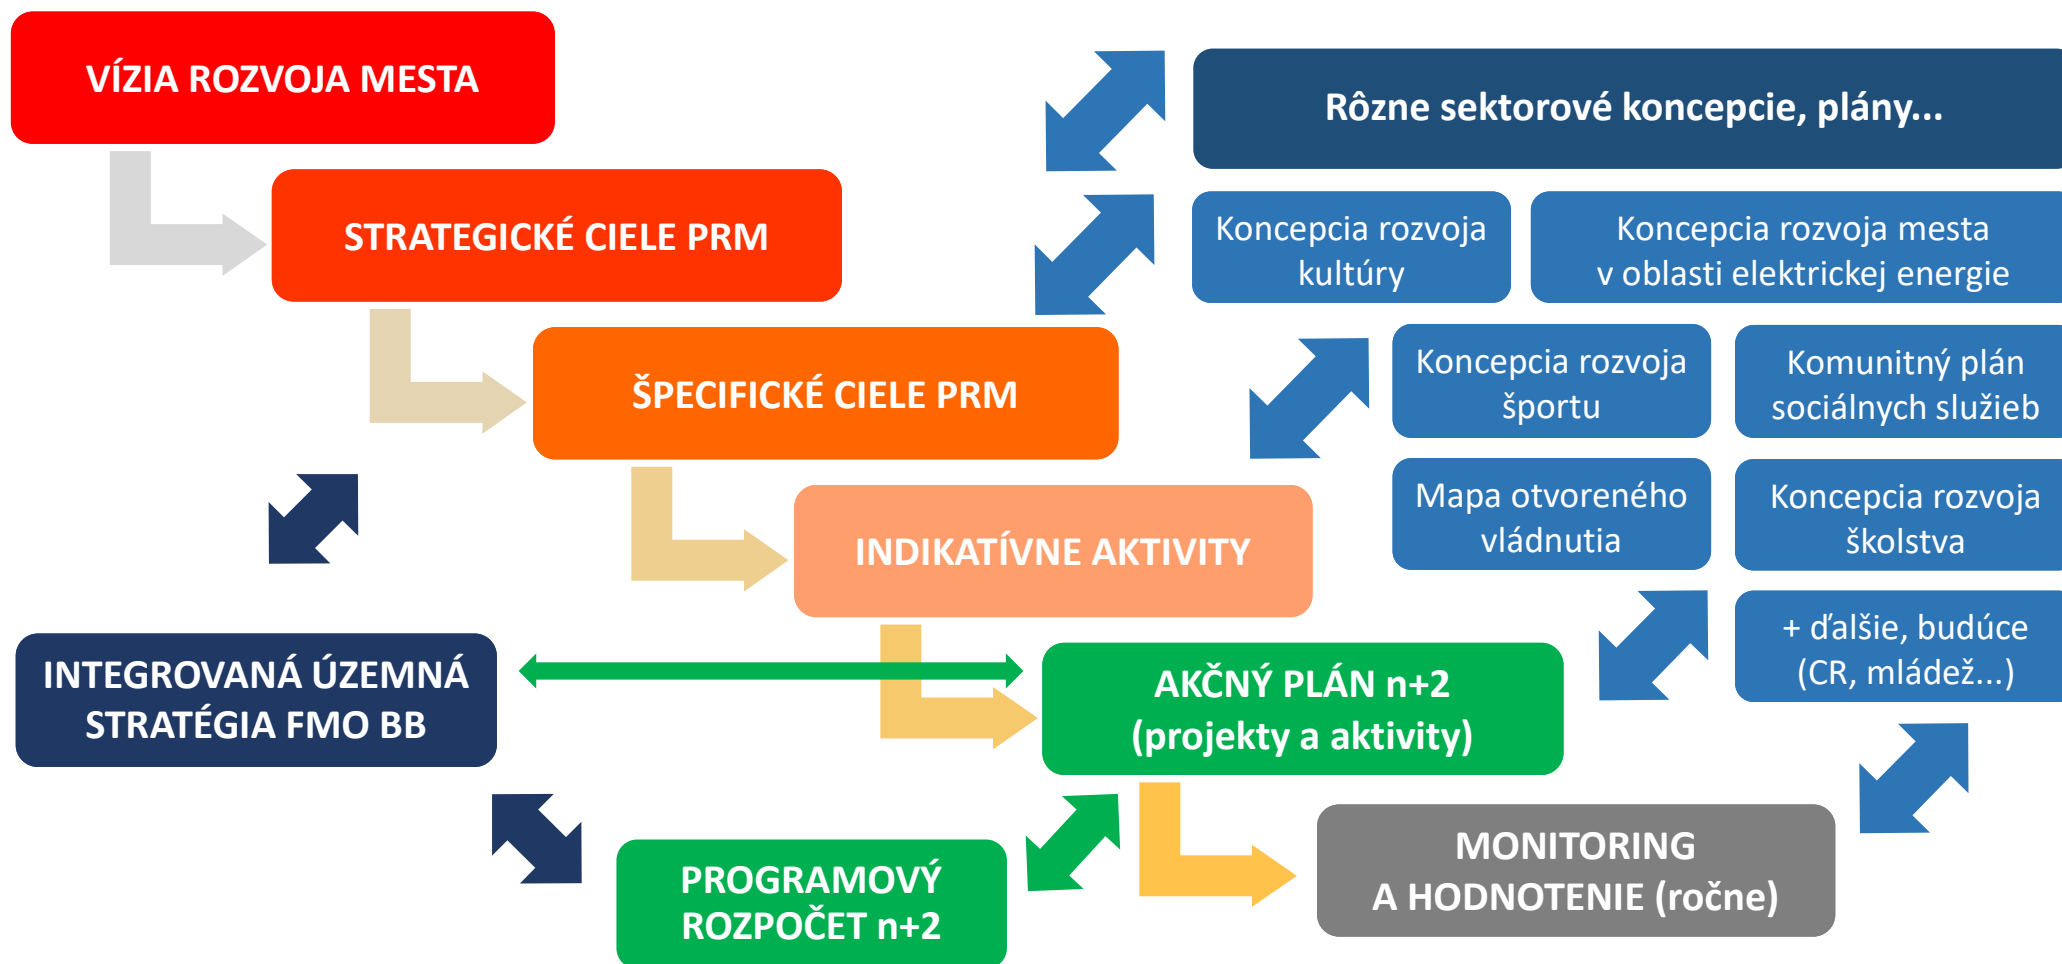 VÍZIA ROZVOJA MESTA
STRATEGICKÉ CIELE PRM
ŠPECIFICKÉ CIELE PRM
INDIKATÍVNE AKTIVITY
AKČNÝ PLÁN n+2
(projekty a aktivity)
MONITORING
A HODNOTENIE (ročne)
INTEGROVANÁ ÚZEMNÁ
STRATÉGIA FMO BB
PROGRAMOVÝ
ROZPOČET n+2
Rôzne sektorové koncepcie, plány...
Koncepcia rozvoja
kultúry
Koncepcia rozvoja mesta
v oblasti elektrickej energie
Koncepcia rozvoja
športu
Komunitný plán
sociálnych služieb
Mapa otvoreného
vládnutia
Koncepcia rozvoja
školstva
+ ďalšie, budúce
(CR, mládež...)